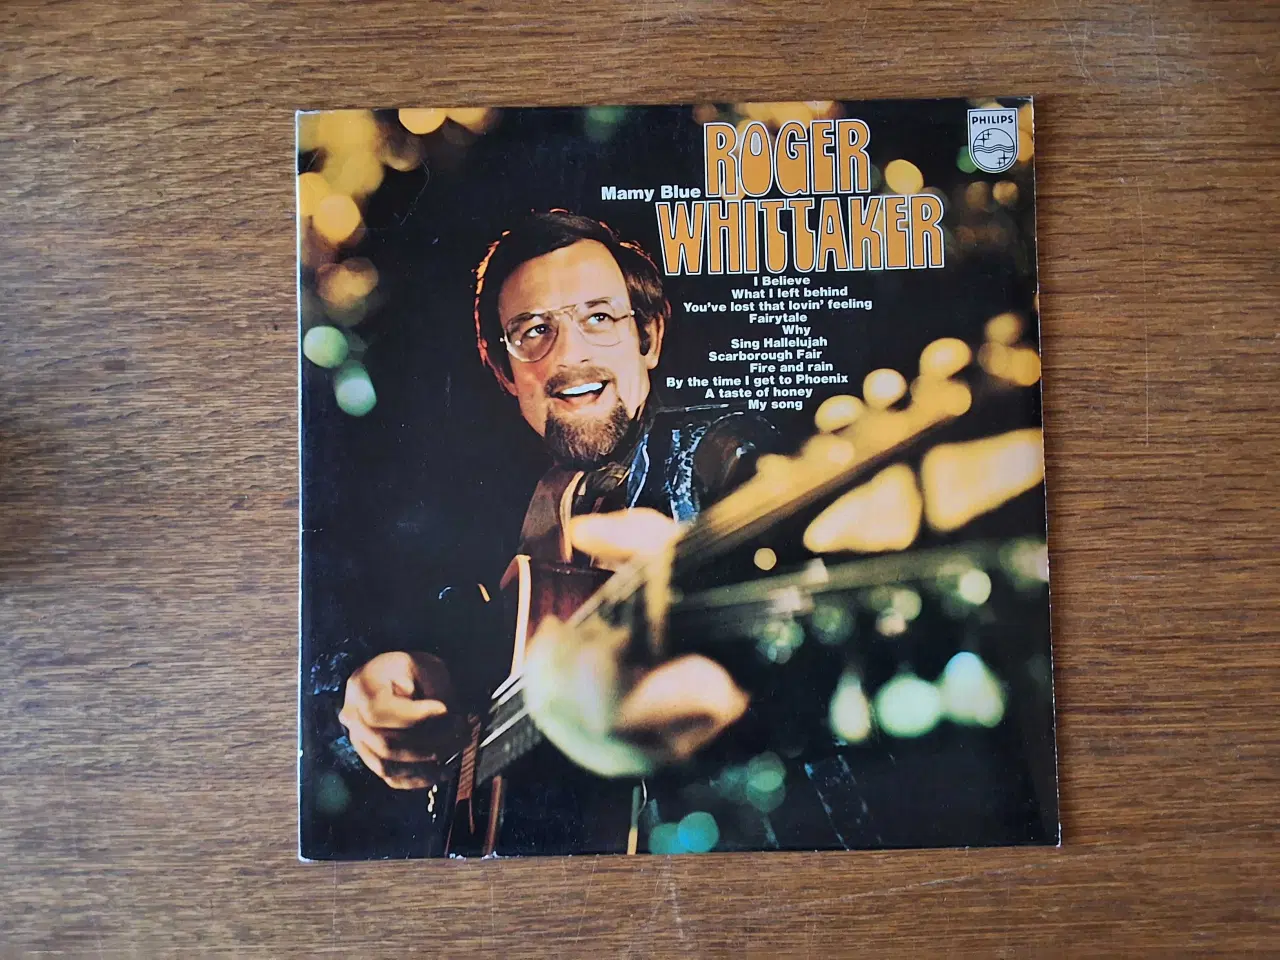 ROGER
Mamy Blue
WHITTAKER
PHILIPS
I Believe
What I left behind
You've lost that lovin' feeling
Fairytale
Why
Sing Hallelujah
Scarborough Fair
Fire and rain
By the time I get to Phoenix
A taste of honey
My song